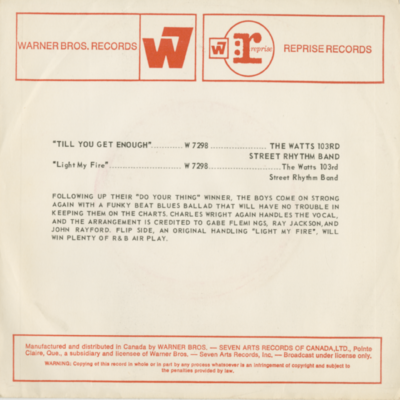 WARNER BROS. RECORDS W7 W7 r: reprise REPRISE RECORDS
"TILL YOU GET ENOUGH" W 7298 THE WATTS 103RD
STREET RHYTHM BAND
"Light My Fire" W 7298 The Watts 103rd
Street Rhythm Band
FOLLOWING UP THEIR "DO YOUR THING" WINNER, THE BOYS COME ON STRONG
AGAIN WITH A FUNKY BEAT BLUES BALLAD THAT WILL HAVE NO TROUBLE IN
KEEPING THEM ON THE CHARTS. CHARLES WRIGHT AGAIN HANDLES THE VOCAL,
AND THE ARRANGEMENT IS CREDITED TO GABE FLEMINGS, RAY JACKSON, AND
JOHN RAYFORD. FLIP SIDE, AN ORIGINAL HANDLING "LIGHT MY FIRE", WILL
WIN PLENTY OF R&B AIR PLAY.
Manufactured and distributed in Canada by WARNER BROS. — SEVEN ARTS RECORDS OF CANADA, LTD., Pointe
Claire, Que., a subsidiary and licensee of Warner Bros. — Seven Arts Records, Inc. — Broadcast under license only.
WARNING: Copying of this record in whole or in part by any process whatsoever is an infringement of copyright and subject to
the penalties provided by law.